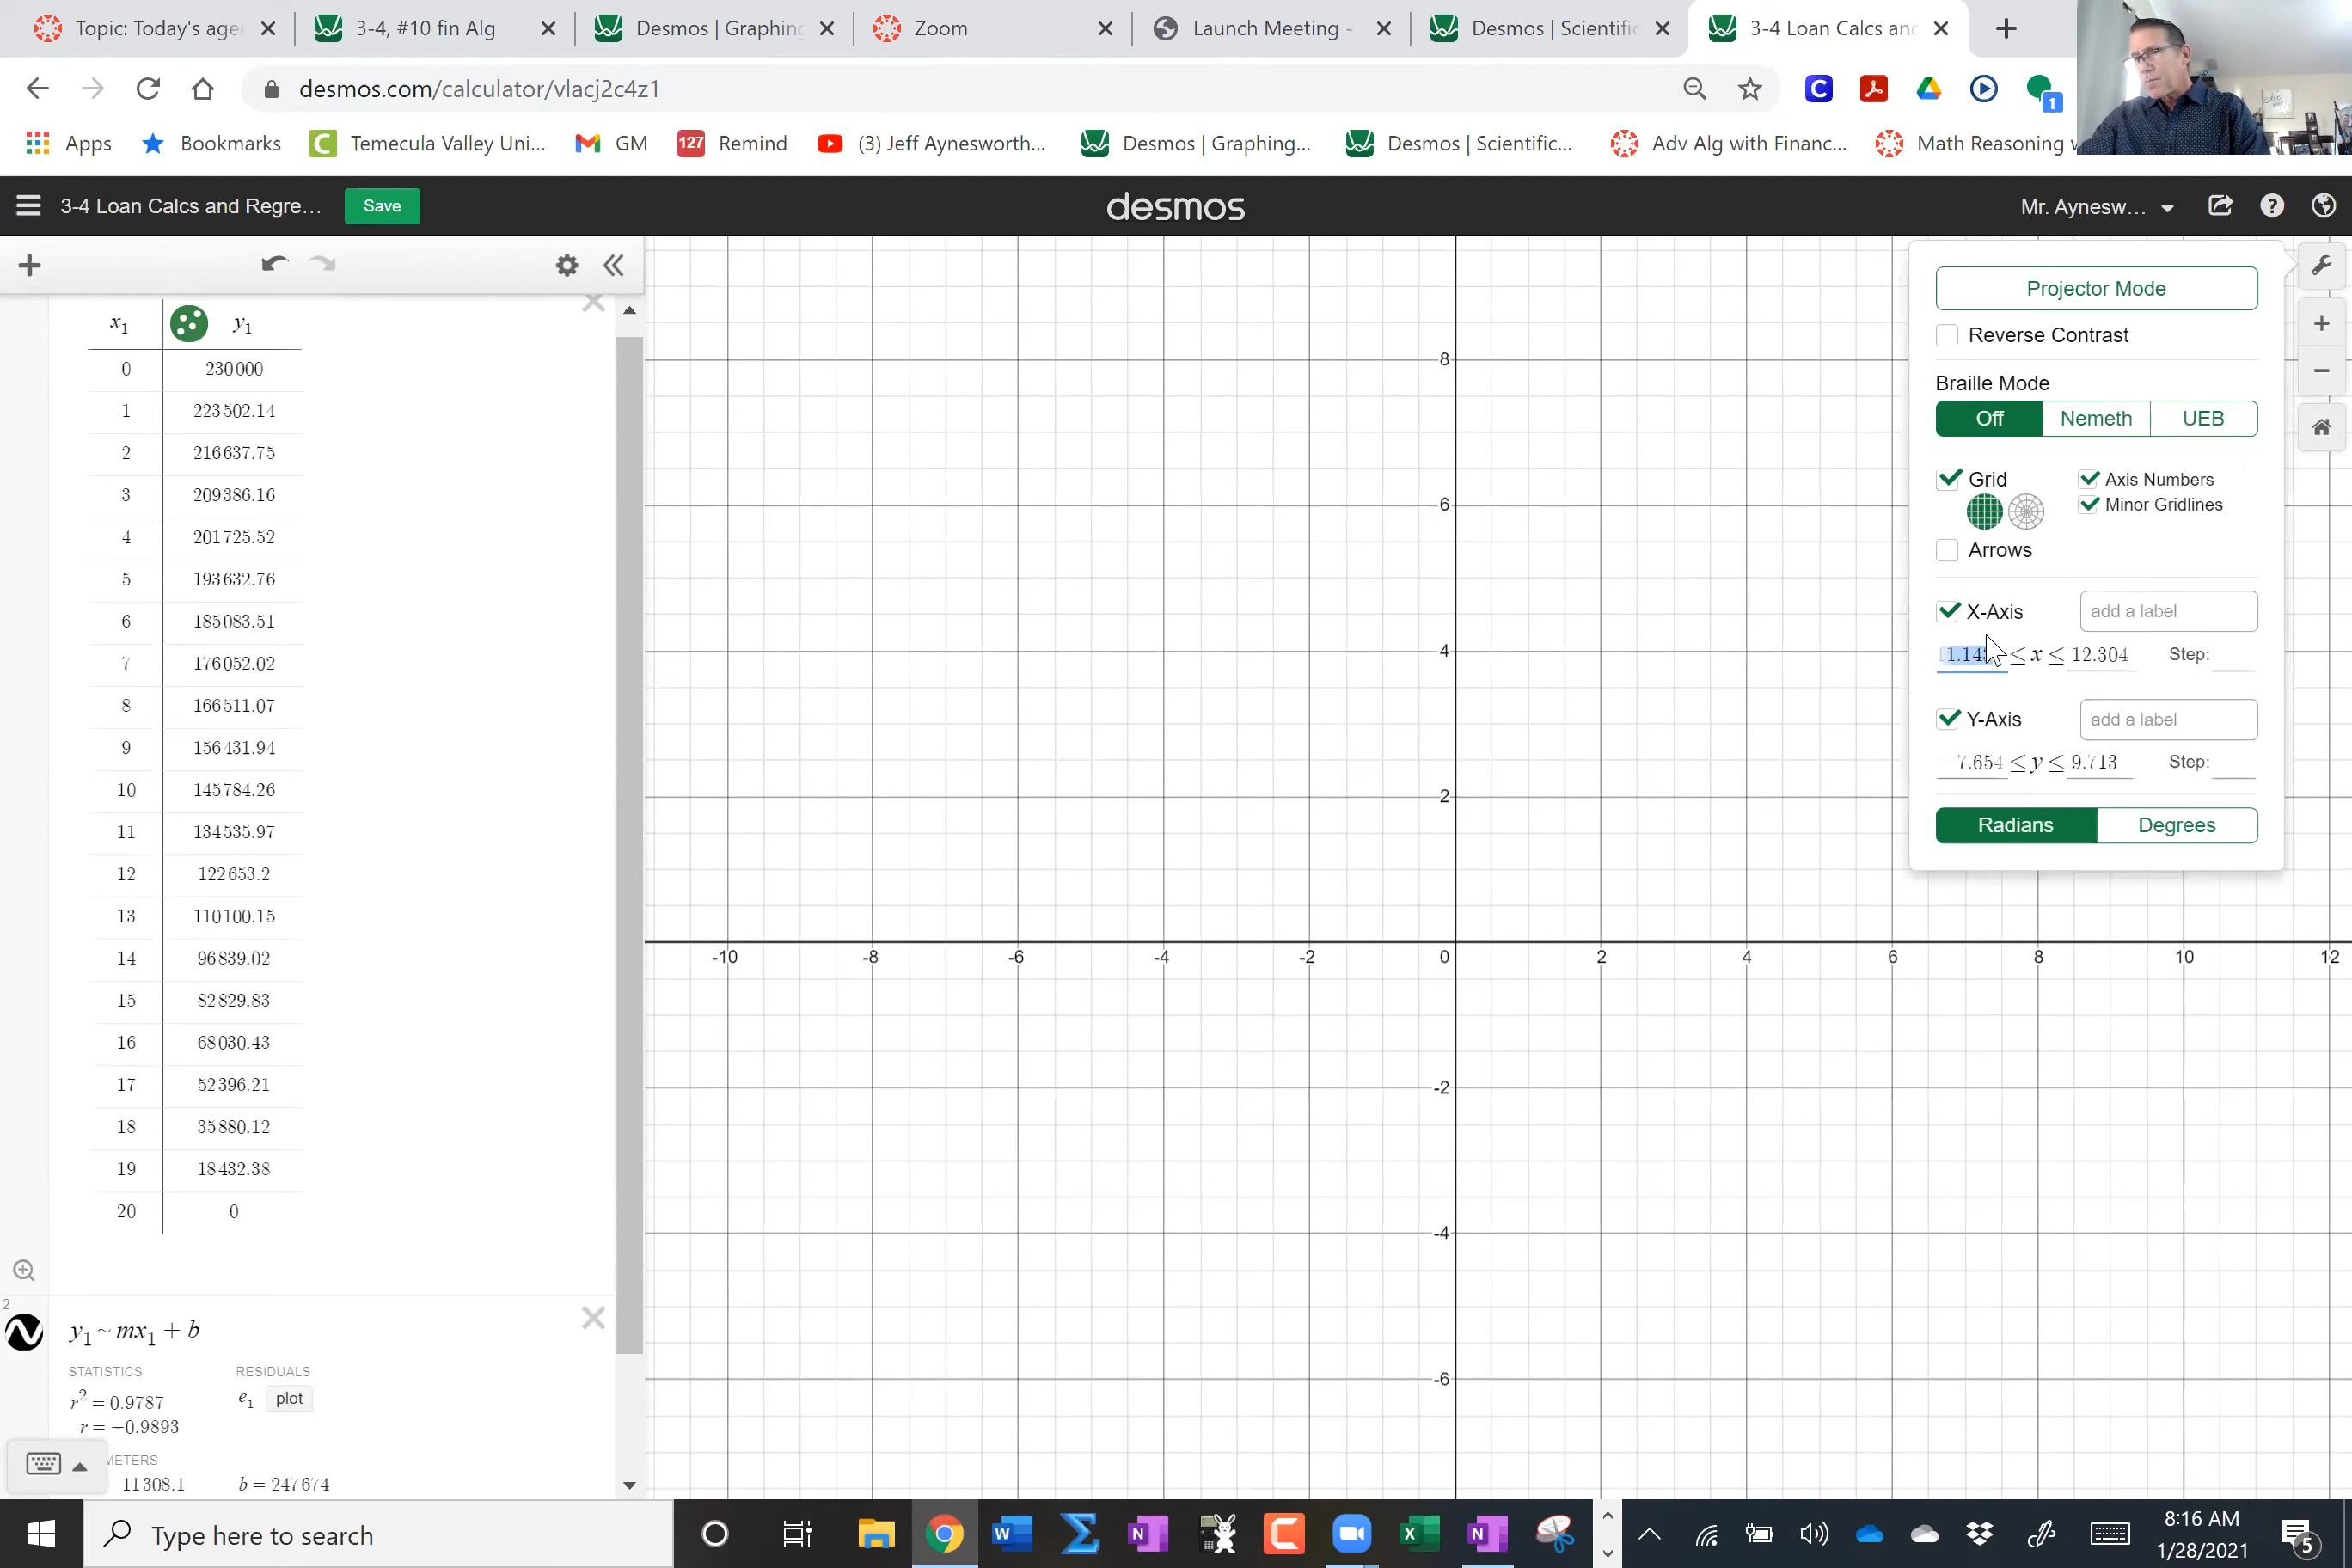 Topic: Today's age
3-4, #10 fin Alg
Desmos | Graphing
Zoom
Launch Meeting -
Desmos | Scientific
3-4 Loan Calcs and
desmos.com/calculator/vlacj2c4z1
C
1
Apps
Bookmarks
C
Temecula Valley Uni...
GM
127
Remind
(3) Jeff Aynesworth...
Desmos | Graphing...
Desmos | Scientific...
Adv Alg with Financ...
Math Reasoning
3-4 Loan Calcs and Regre...
Save
desmos
Mr. Aynesw...
x₁ y₁
0 230000
1 223502.14
2 216637.75
3 209386.16
4 201725.52
5 193632.76
6 185083.51
7 176052.02
8 166511.07
9 156431.94
10 145784.26
11 134535.97
12 122653.2
13 110100.15
14 96839.02
15 82829.83
16 68030.43
17 52396.21
18 35880.12
19 18432.38
20 0
2
y₁ ~ mx₁ + b
STATISTICS
RESIDUALS
r² = 0.9787
e₁ plot
r = −0.9893
METERS
−11308.1
b = 247674
8
6
4
2
-10 -8 -6 -4 -2 0 2 4 6 8 10 12
-2
-4
-6
Projector Mode
Reverse Contrast
Braille Mode
Off Nemeth UEB
Grid
Axis Numbers
Minor Gridlines
Arrows
X-Axis
add a label
1.14 ≤ x ≤ 12.304 Step:
Y-Axis
add a label
−7.654 ≤ y ≤ 9.713 Step:
Radians Degrees
Type here to search
8:16 AM
1/28/2021
5